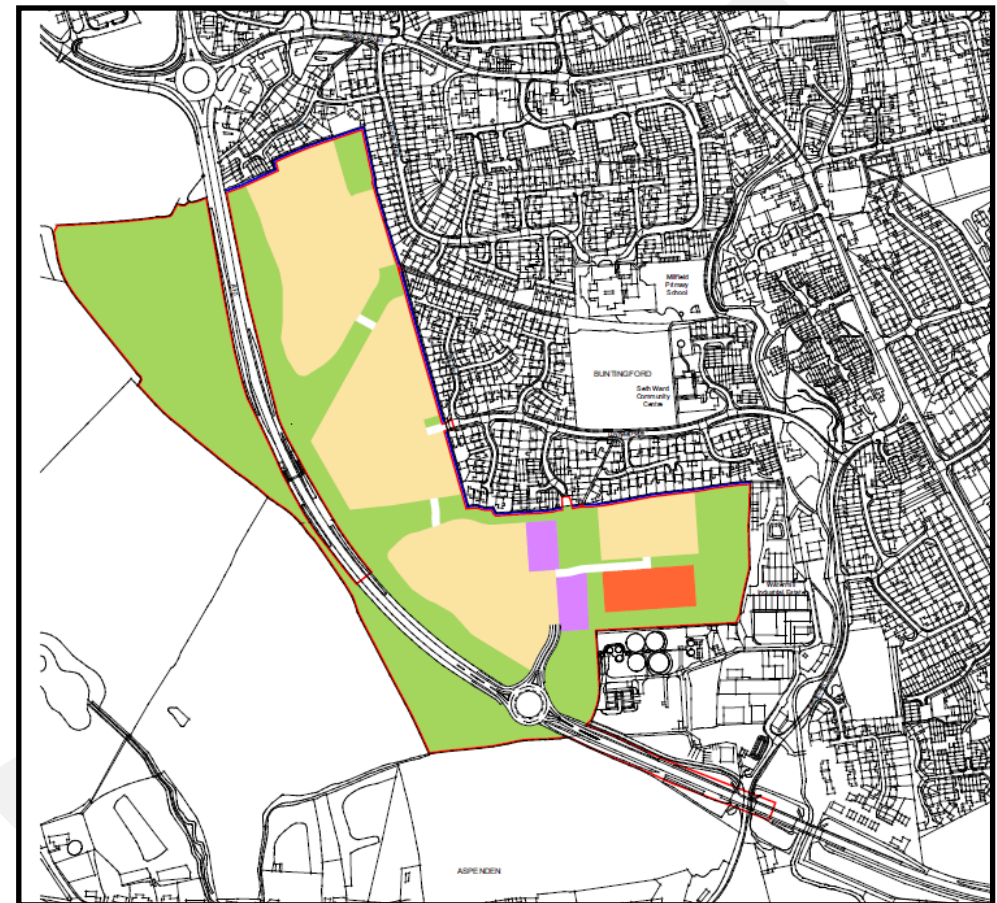 Millfield
Primary
School
BUNTINGFORD
Seth Ward
Community
Centre
Watermill
Industrial Estate
ASPENDEN